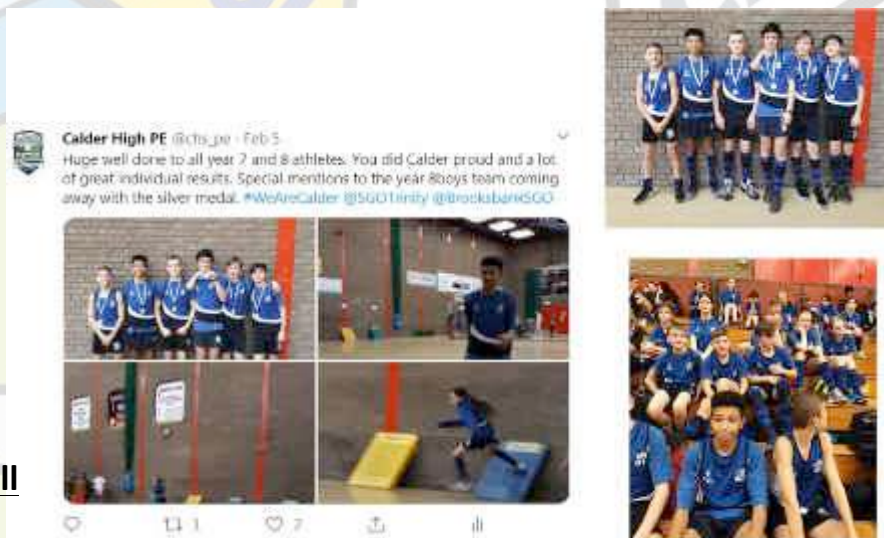 Calder High PE @chs_pe · Feb 5
Huge well done to all year 7 and 8 athletes. You did Calder proud and a lot
of great individual results. Special mentions to the year 8boys team coming
away with the silver medal. #WeAreCalder @SGOTrinity @BrooksbankSGO
ll
1 7